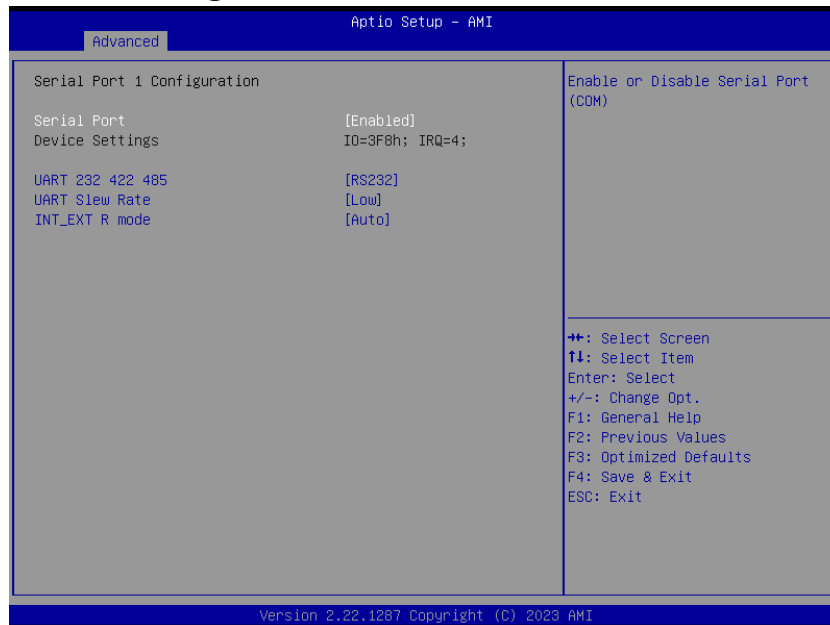 Aptio Setup – AMI
Advanced
Serial Port 1 Configuration
Serial Port [Enabled]
Device Settings IO=3F8h; IRQ=4;
UART 232 422 485 [RS232]
UART Slew Rate [Low]
INT_EXT R mode [Auto]
Enable or Disable Serial Port
(COM)
→←: Select Screen
↑↓: Select Item
Enter: Select
+/-: Change Opt.
F1: General Help
F2: Previous Values
F3: Optimized Defaults
F4: Save & Exit
ESC: Exit
Version 2.22.1287 Copyright (C) 2023 AMI